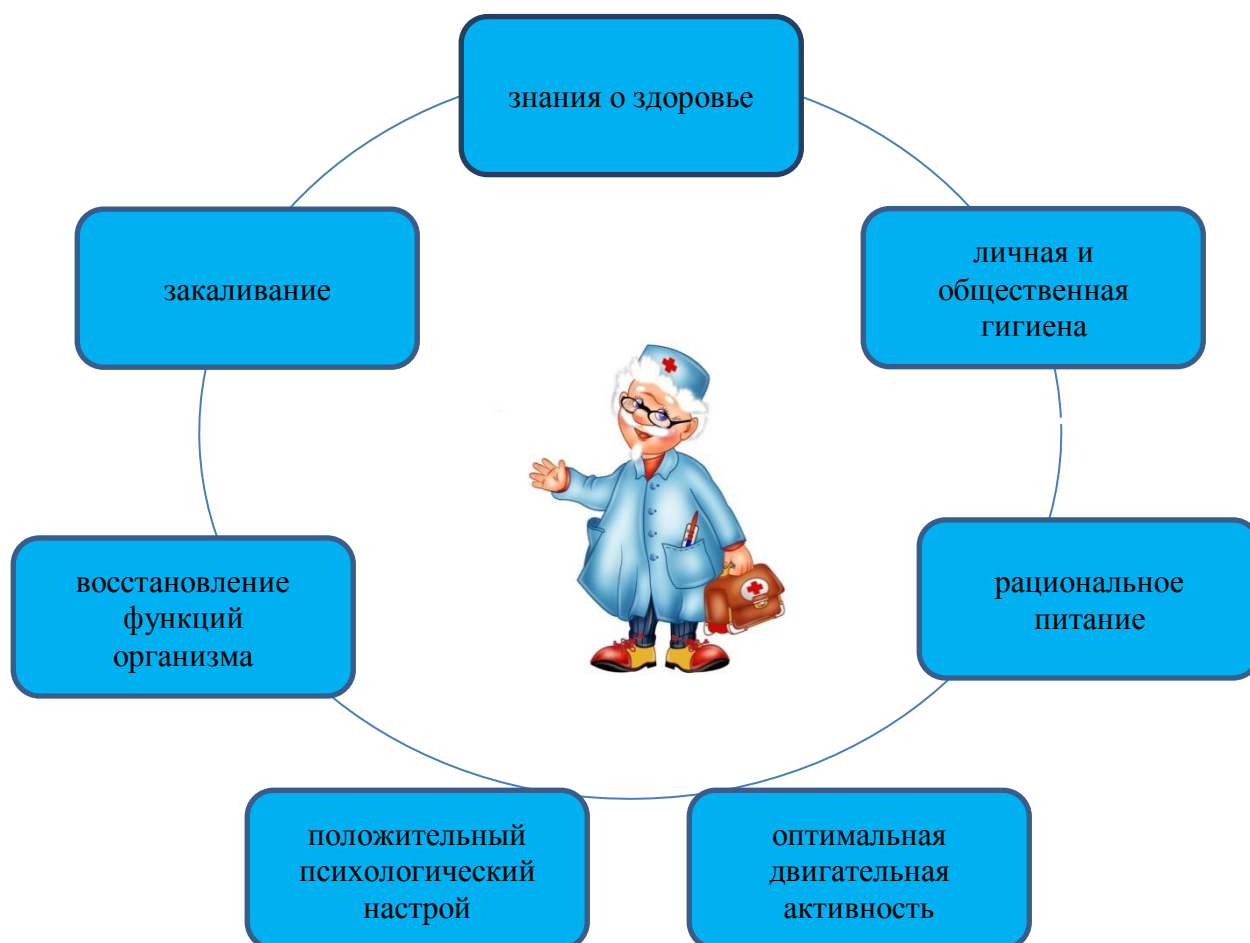 знания о здоровье
личная и
общественная
гигиена
рациональное
питание
оптимальная
двигательная
активность
положительный
психологический
настрой
восстановление
функций
организма
закаливание